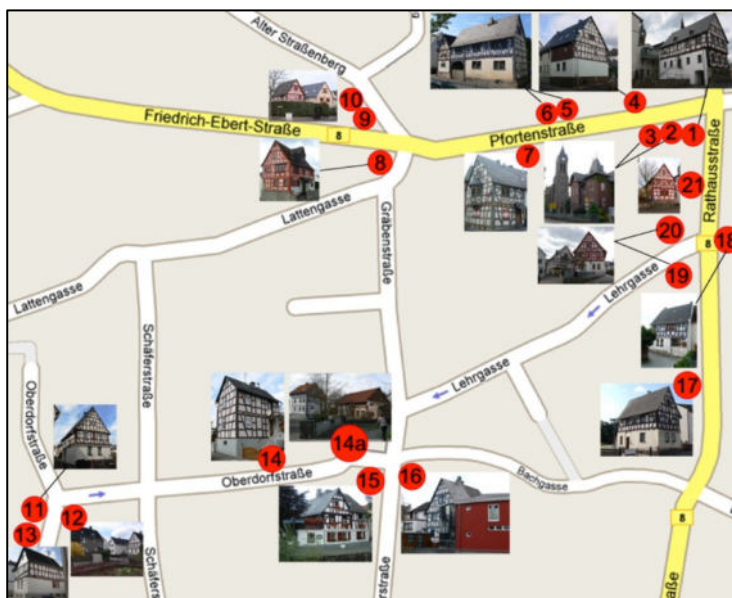 Alter Straßenberg
10
9
Friedrich-Ebert-Straße
8
8
6
5
4
Pfortenstraße
7
3
2
1
Rathausstraße
21
20
19
8
18
Lattengasse
Lattengasse
Gräbenstraße
Lehrgasse
Lehrgasse
Schäferstraße
Oberdorfstraße
17
14
14a
Oberdorfstraße
15
16
Bachgasse
11
12
13
8